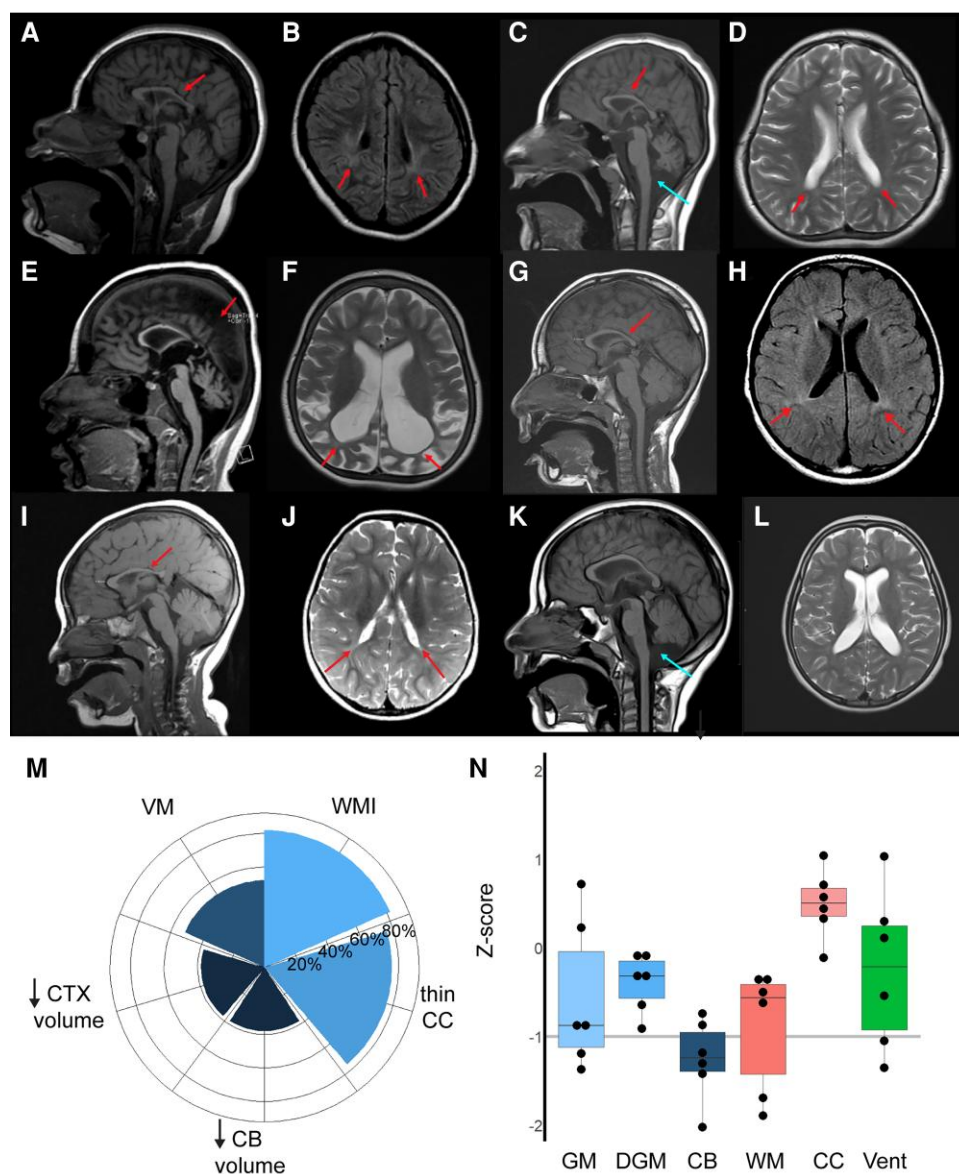 A
B
C
D
E
F
G
H
I
J
K
L
M
VM
WMI
80%
60%
40%
20%
thin
CC
↓ CTX
volume
↓ CB
volume
N
Z-score
2
1
0
-1
-2
GM DGM CB WM CC Vent